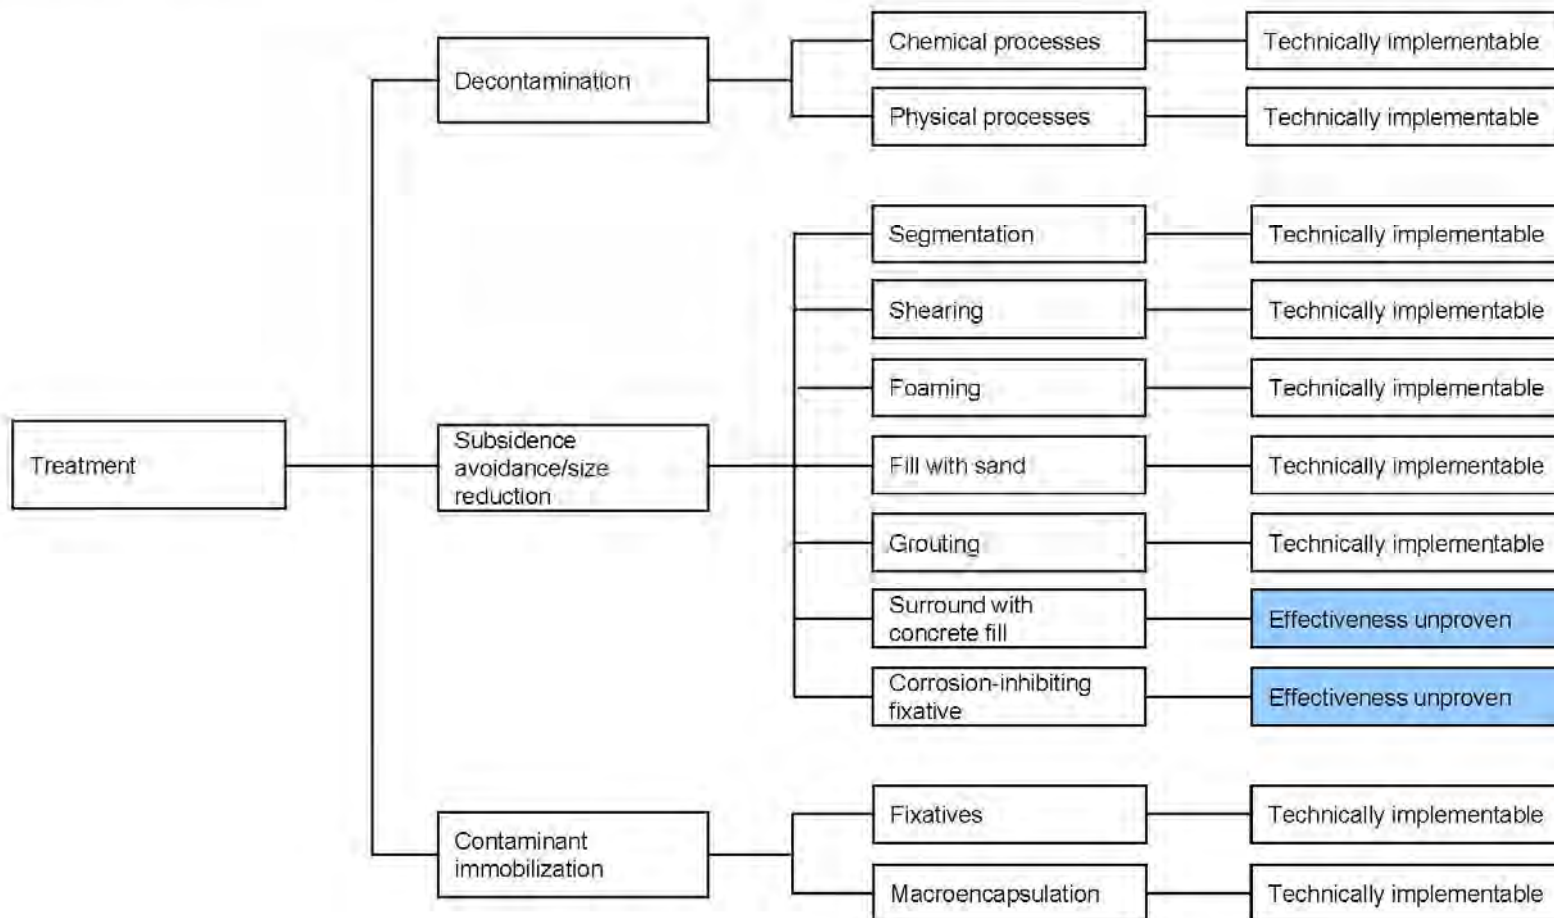 Chemical processes
Technically implementable
Decontamination
Physical processes
Technically implementable
Segmentation
Technically implementable
Shearing
Technically implementable
Foaming
Technically implementable
Treatment
Subsidence
avoidance/size
reduction
Fill with sand
Technically implementable
Grouting
Technically implementable
Surround with
concrete fill
Effectiveness unproven
Corrosion-inhibiting
fixative
Effectiveness unproven
Contaminant
immobilization
Fixatives
Technically implementable
Macroencapsulation
Technically implementable